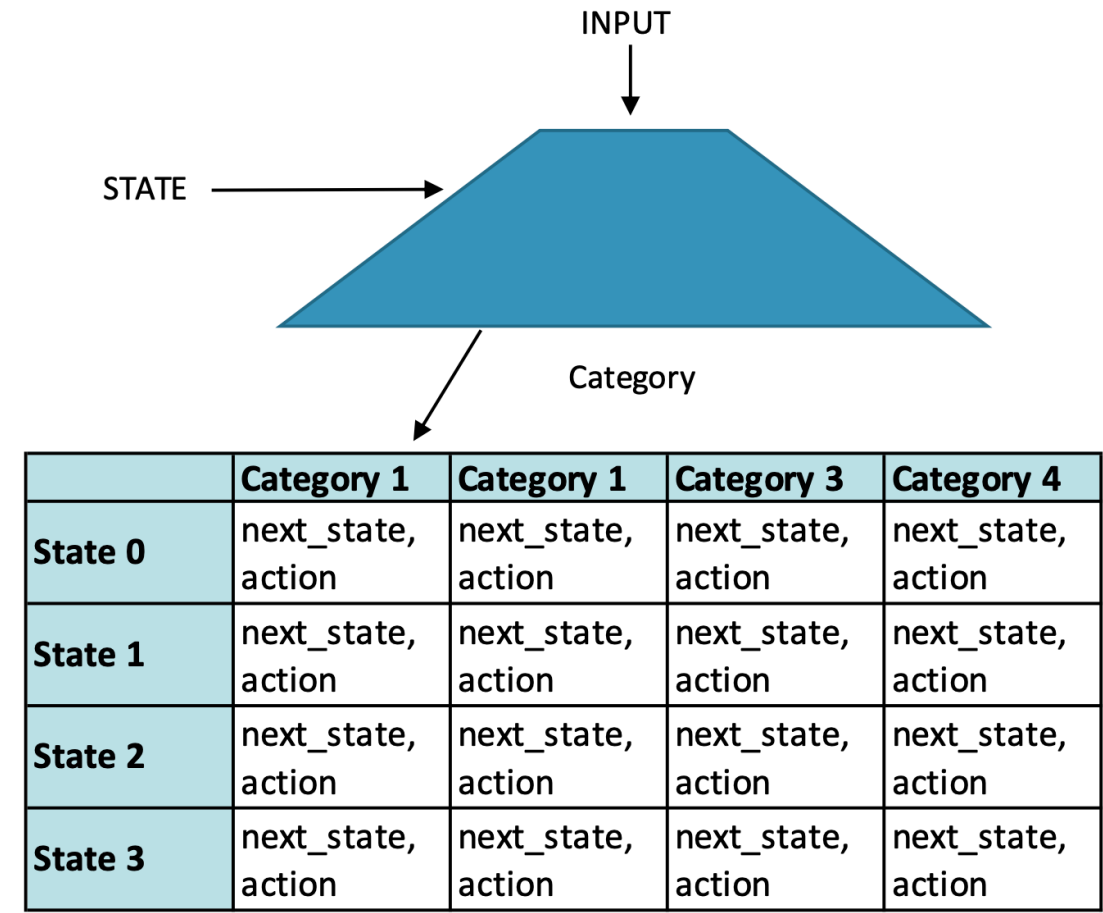 INPUT
STATE
Category
Category 1 Category 1 Category 3 Category 4
State 0 next_state, action next_state, action next_state, action next_state, action
State 1 next_state, action next_state, action next_state, action next_state, action
State 2 next_state, action next_state, action next_state, action next_state, action
State 3 next_state, action next_state, action next_state, action next_state, action